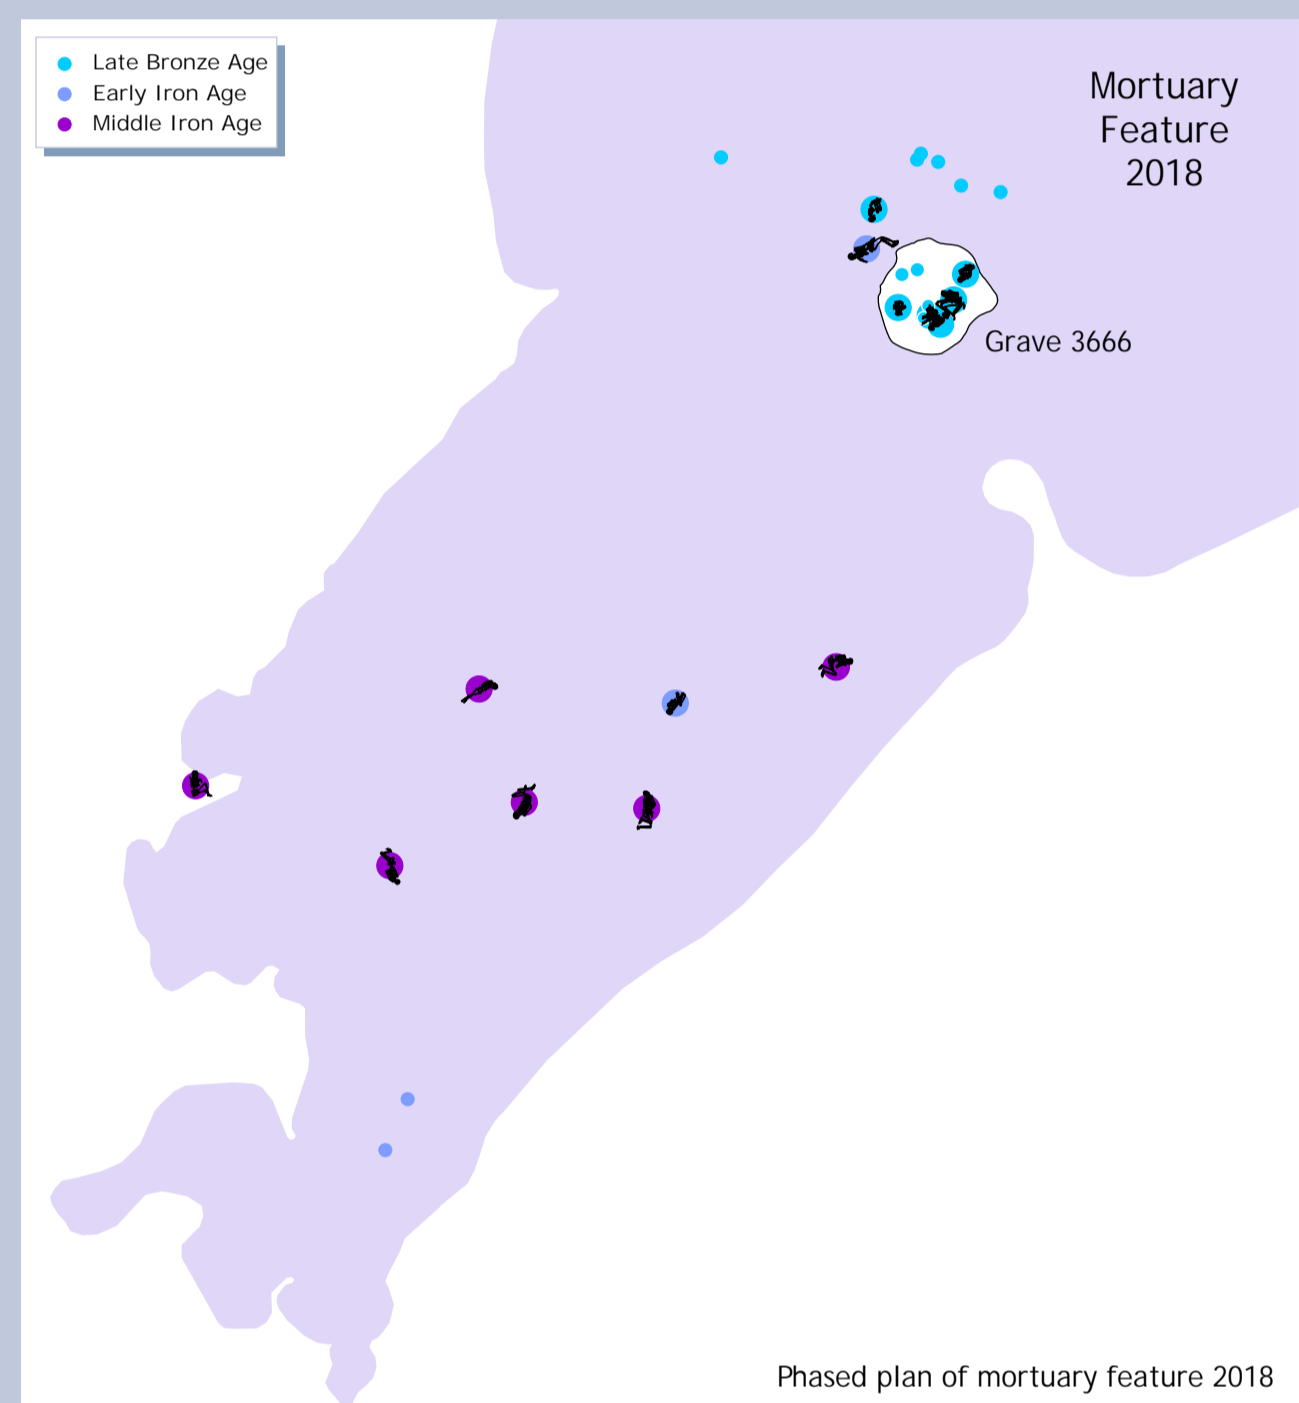 Late Bronze Age
Early Iron Age
Middle Iron Age
Mortuary
Feature
2018
Grave 3666
Phased plan of mortuary feature 2018